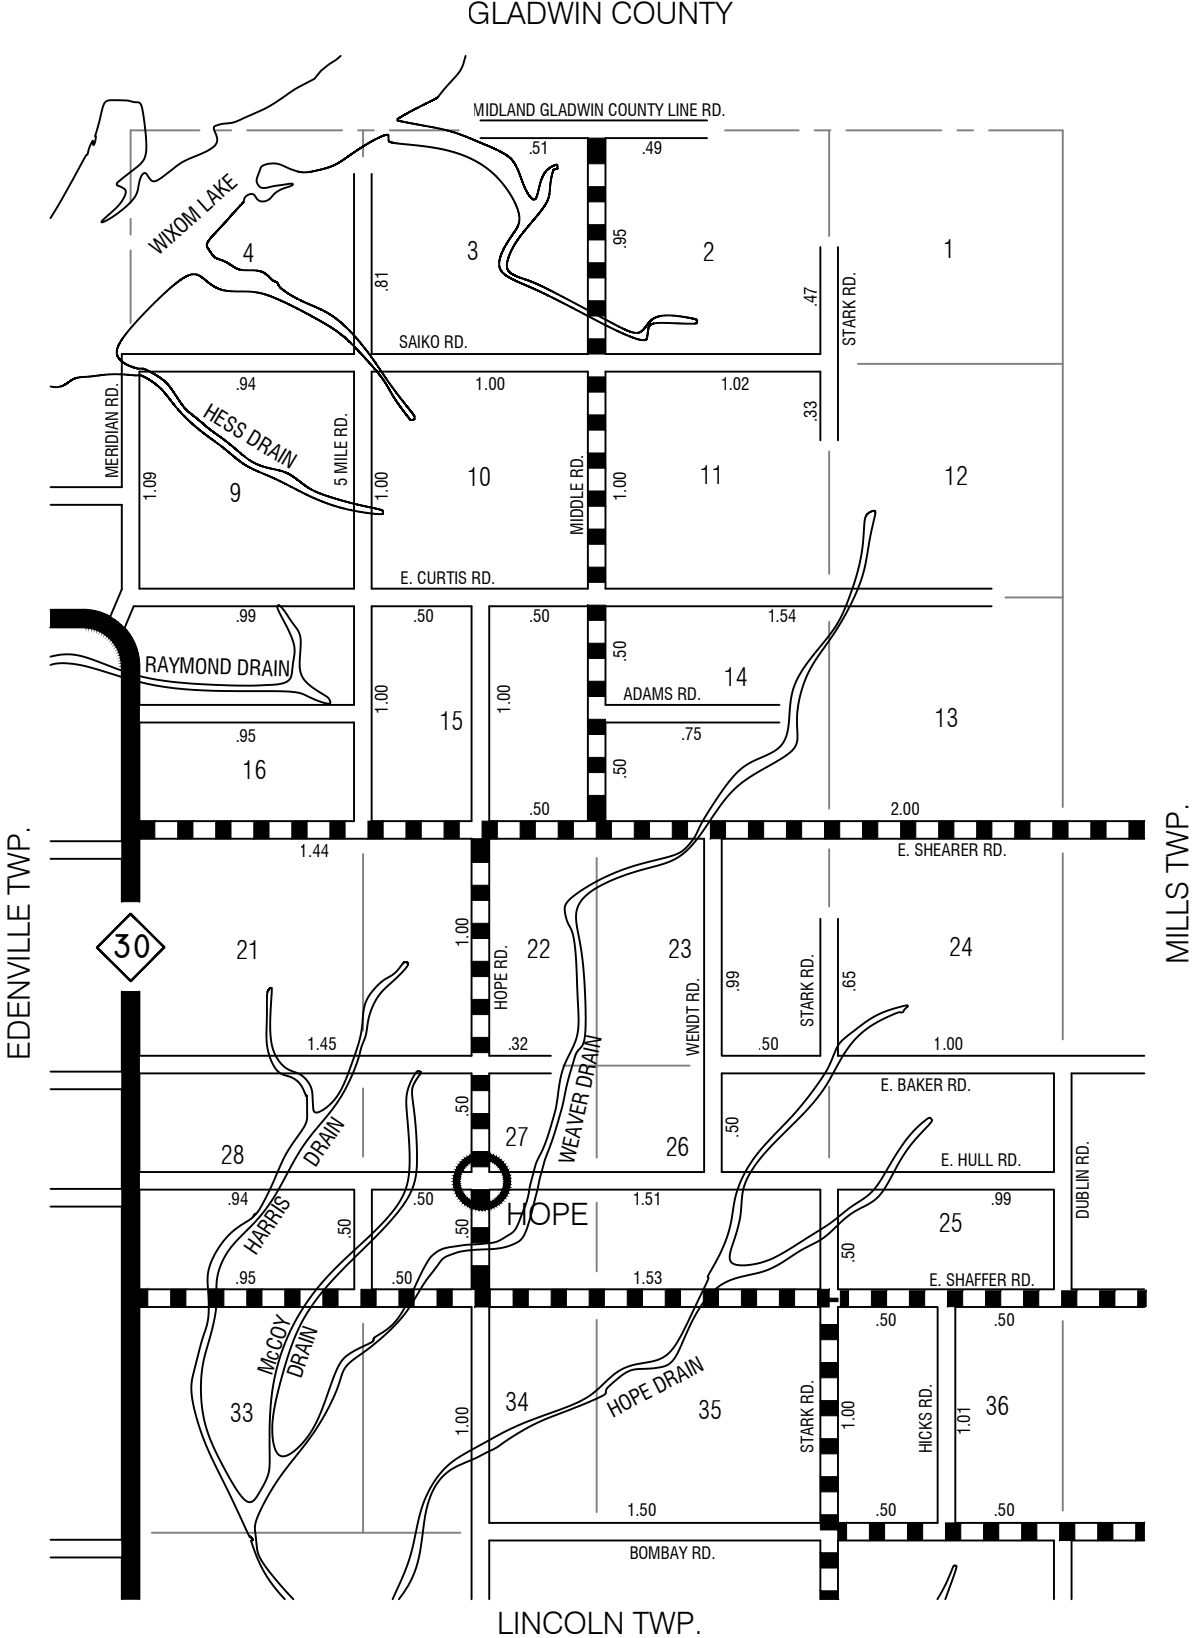 GLADWIN COUNTY
MIDLAND GLADWIN COUNTY LINE RD.
.51
.49
WIXOM LAKE
4
3
.95
2
1
.81
.47
STARK RD.
SAIKO RD.
.94
1.00
1.02
MERIDIAN RD.
HESS DRAIN
5 MILE RD.
.33
1.09
9
1.00
10
MIDDLE RD.
1.00
11
12
E. CURTIS RD.
.99
.50
.50
1.54
RAYMOND DRAIN
.50
14
ADAMS RD.
1.00
15
1.00
13
.95
.75
16
.50
.50
2.00
1.44
E. SHEARER RD.
EDENVILLE TWP.
MILLS TWP.
30
21
1.00
HOPE RD.
22
23
24
WENDT RD.
.99
STARK RD.
.65
1.45
.32
.50
1.00
WEAVER DRAIN
E. BAKER RD.
.50
27
.50
28
26
HARRIS DRAIN
E. HULL RD.
DUBLIN RD.
.94
.50
1.51
.99
.50
.50
HOPE
.50
25
.95
.50
1.53
E. SHAFFER RD.
McCOY DRAIN
.50
.50
33
1.00
34
HOPE DRAIN
35
STARK RD.
1.00
HICKS RD.
1.01
36
1.50
.50
.50
BOMBAY RD.
LINCOLN TWP.